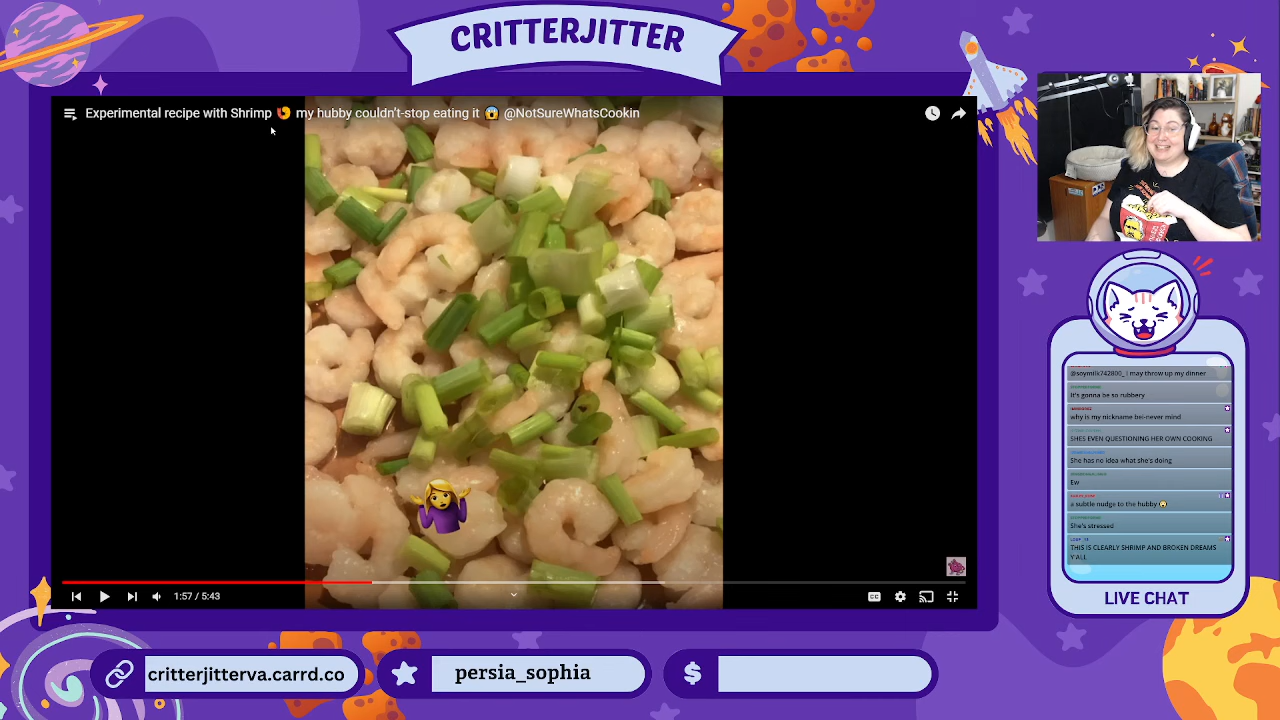 CRITTERJITTER
Experimental recipe with Shrimp 🍤 my hubby couldn't-stop eating it 😱 @NotSureWhatsCookin
@soymilk742800_ I may throw up my dinner
It's gonna be so rubbery
why is my nickname bei-never mind
SHES EVEN QUESTIONING HER OWN COOKING
She has no idea what she's doing
Ew
a subtle nudge to the hubby
She's stressed
THIS IS CLEARLY SHRIMP AND BROKEN DREAMS
Y'ALL
1:57 / 5:43
CC
LIVE CHAT
critterjitterva.carrd.co
persia_sophia
$